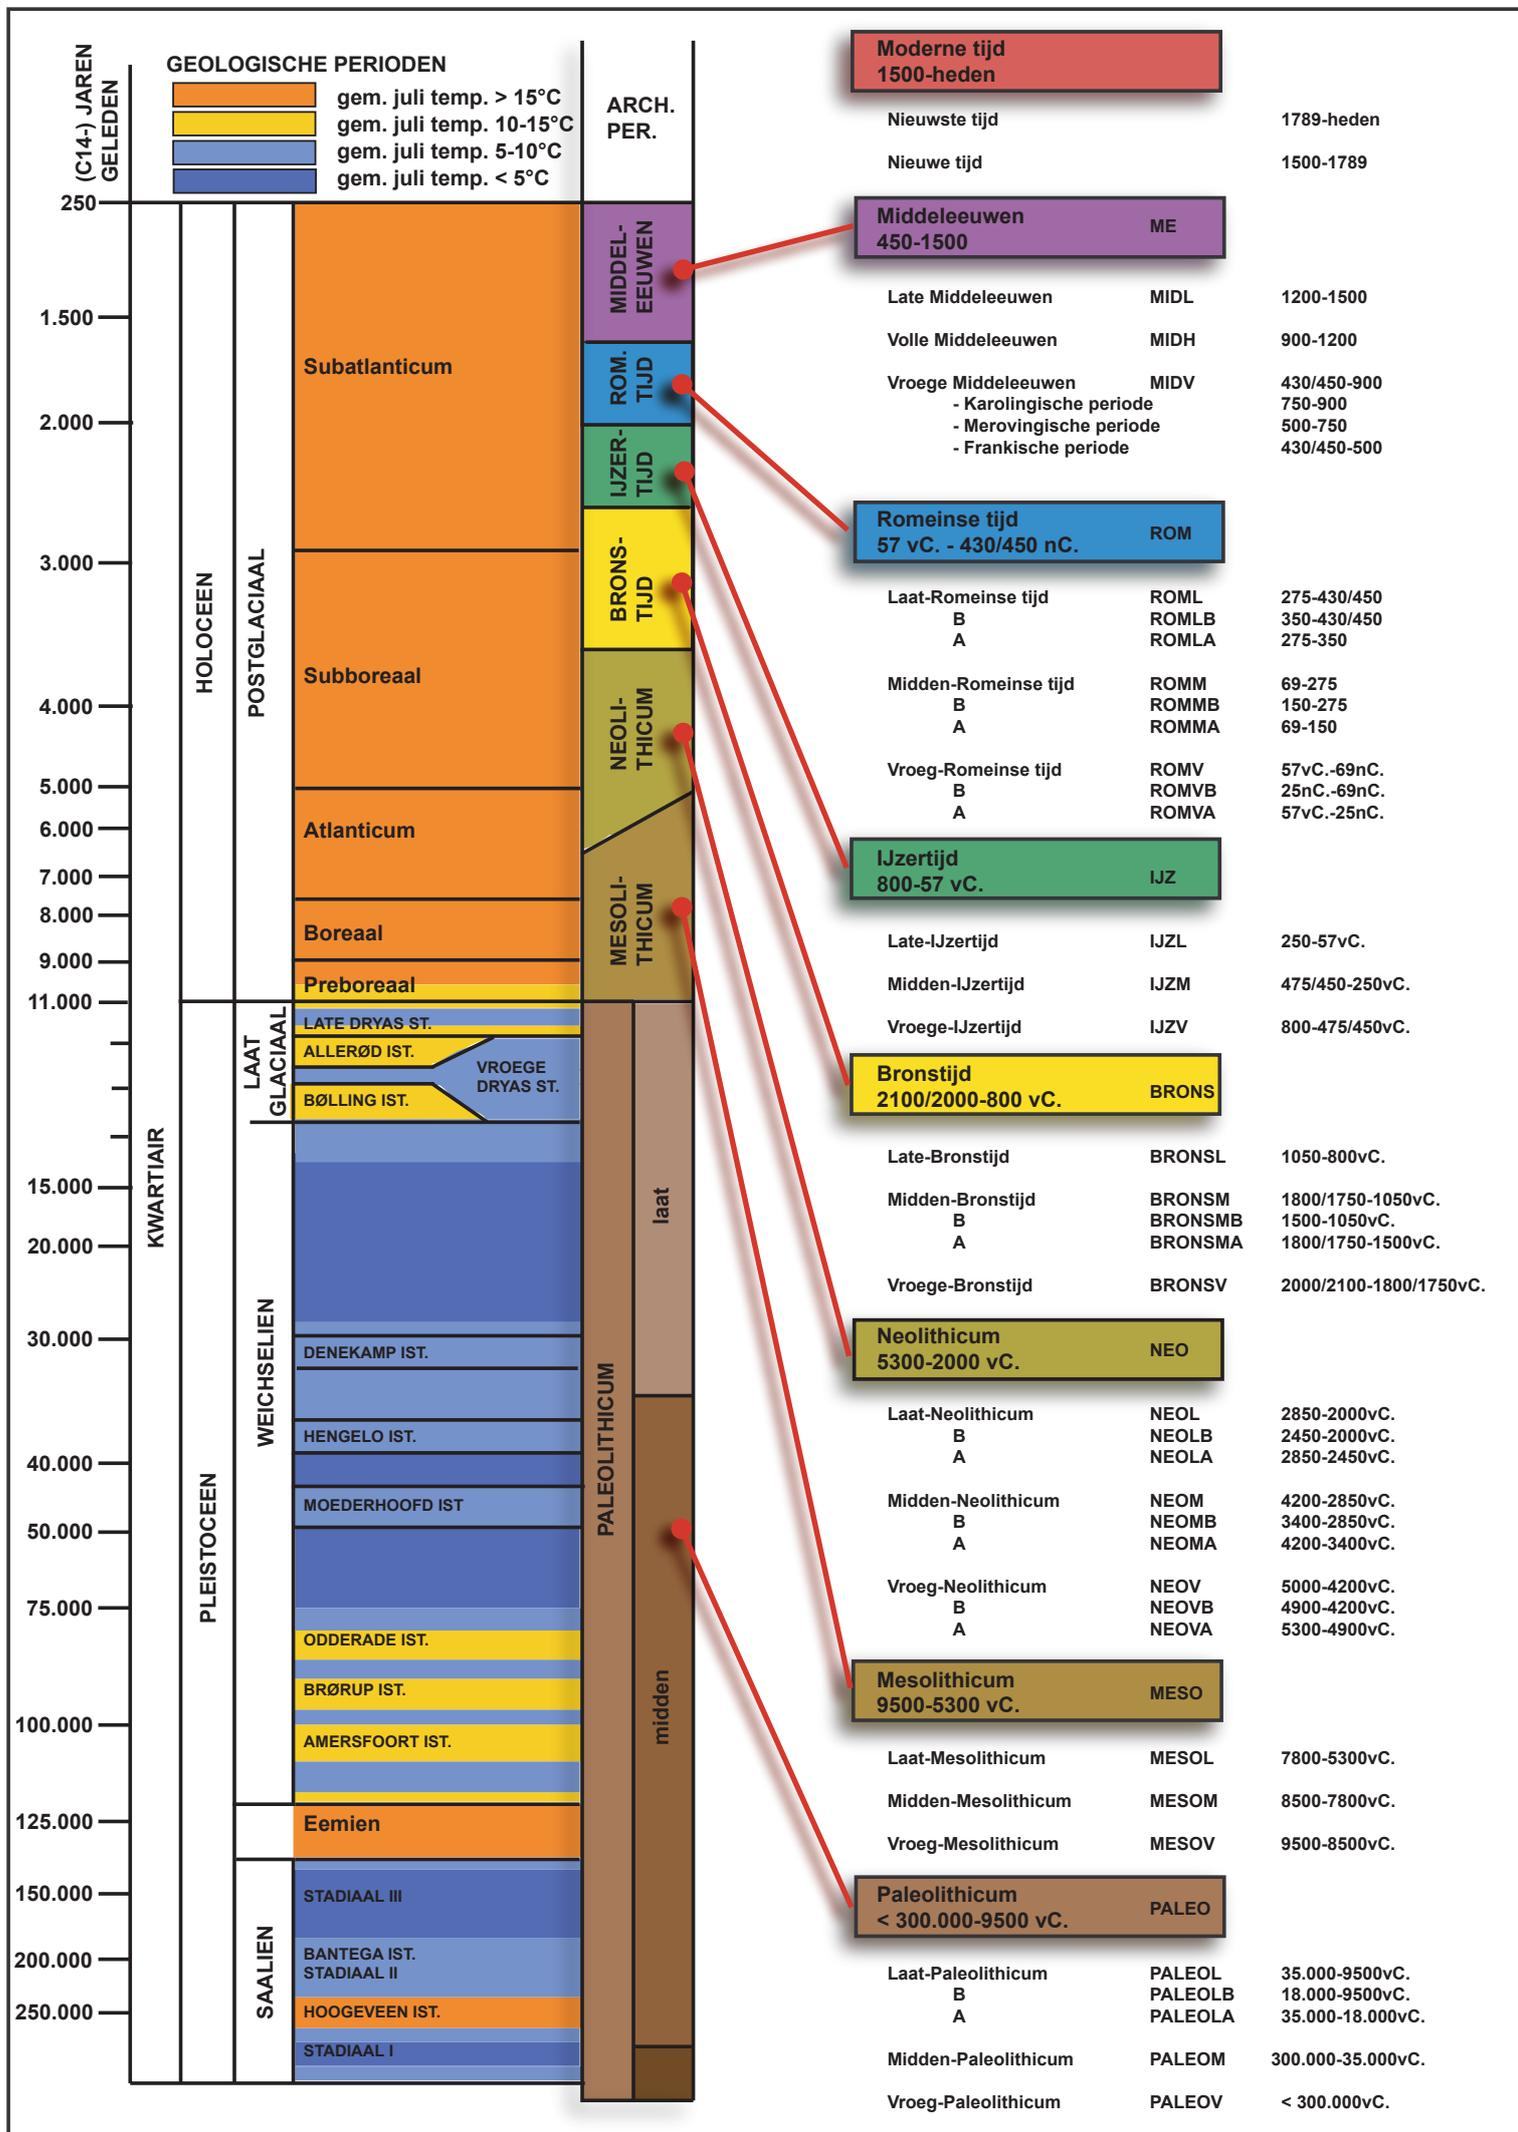 (C14-) JAREN
GELEDEN
GEOLOGISCHE PERIODEN
gem. juli temp. > 15°C
gem. juli temp. 10-15°C
gem. juli temp. 5-10°C
gem. juli temp. < 5°C
ARCH.
PER.
250
1.500
2.000
3.000
4.000
5.000
6.000
7.000
8.000
9.000
11.000
15.000
20.000
30.000
40.000
50.000
75.000
100.000
125.000
150.000
200.000
250.000
KWARTIAIR
HOLOCEEN
PLEISTOCEEN
POSTGLACIAAL
LAAT
GLACIAAL
WEICHSELIEN
SAALIEN
Subatlanticum
Subboreaal
Atlanticum
Boreaal
Preboreaal
LATE DRYAS ST.
ALLERØD IST.
VROEGE
DRYAS ST.
BØLLING IST.
DENEKAMP IST.
HENGELO IST.
MOEDERHOOFD IST
ODDERADE IST.
BRØRUP IST.
AMERSFOORT IST.
Eemien
STADIAAL III
BANTEGA IST.
STADIAAL II
HOOGEVEEN IST.
STADIAAL I
MIDDEL-
EEUWEN
ROM.
TIJD
IJZER-
TIJD
BRONS-
TIJD
NEOLI-
THICUM
MESOLI-
THICUM
PALEOLITHICUM
laat
midden
Moderne tijd
1500-heden
Nieuwste tijd 1789-heden
Nieuwe tijd 1500-1789
Middeleeuwen ME
450-1500
Late Middeleeuwen MIDL 1200-1500
Volle Middeleeuwen MIDH 900-1200
Vroege Middeleeuwen MIDV 430/450-900
- Karolingische periode 750-900
- Merovingische periode 500-750
- Frankische periode 430/450-500
Romeinse tijd ROM
57 vC. - 430/450 nC.
Laat-Romeinse tijd ROML 275-430/450
B ROMLB 350-430/450
A ROMLA 275-350
Midden-Romeinse tijd ROMM 69-275
B ROMMB 150-275
A ROMMA 69-150
Vroeg-Romeinse tijd ROMV 57vC.-69nC.
B ROMVB 25nC.-69nC.
A ROMVA 57vC.-25nC.
IJzertijd IJZ
800-57 vC.
Late-IJzertijd IJZL 250-57vC.
Midden-IJzertijd IJZM 475/450-250vC.
Vroege-IJzertijd IJZV 800-475/450vC.
Bronstijd BRONS
2100/2000-800 vC.
Late-Bronstijd BRONSL 1050-800vC.
Midden-Bronstijd BRONSM 1800/1750-1050vC.
B BRONSMB 1500-1050vC.
A BRONSMA 1800/1750-1500vC.
Vroege-Bronstijd BRONSV 2000/2100-1800/1750vC.
Neolithicum NEO
5300-2000 vC.
Laat-Neolithicum NEOL 2850-2000vC.
B NEOLB 2450-2000vC.
A NEOLA 2850-2450vC.
Midden-Neolithicum NEOM 4200-2850vC.
B NEOMB 3400-2850vC.
A NEOMA 4200-3400vC.
Vroeg-Neolithicum NEOV 5000-4200vC.
B NEOVB 4900-4200vC.
A NEOVA 5300-4900vC.
Mesolithicum MESO
9500-5300 vC.
Laat-Mesolithicum MESOL 7800-5300vC.
Midden-Mesolithicum MESOM 8500-7800vC.
Vroeg-Mesolithicum MESOV 9500-8500vC.
Paleolithicum PALEO
< 300.000-9500 vC.
Laat-Paleolithicum PALEOL 35.000-9500vC.
B PALEOLB 18.000-9500vC.
A PALEOLA 35.000-18.000vC.
Midden-Paleolithicum PALEOM 300.000-35.000vC.
Vroeg-Paleolithicum PALEOV < 300.000vC.